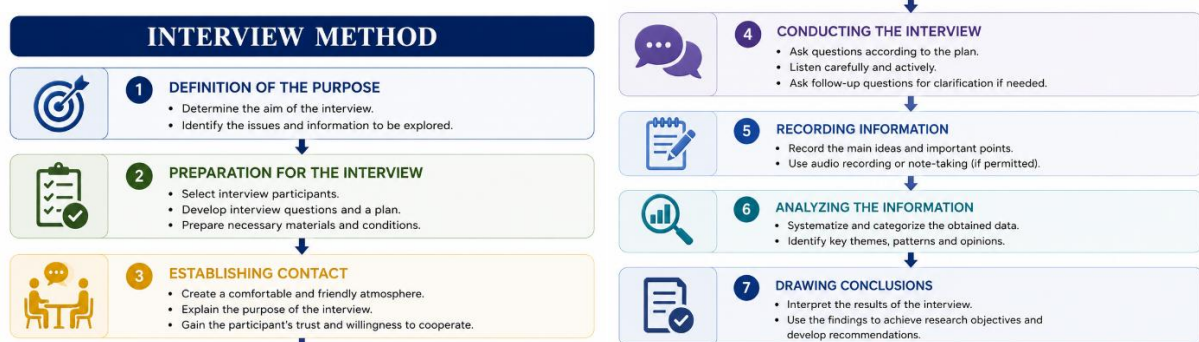 INTERVIEW METHOD
1 DEFINITION OF THE PURPOSE
• Determine the aim of the interview.
• Identify the issues and information to be explored.
2 PREPARATION FOR THE INTERVIEW
• Select interview participants.
• Develop interview questions and a plan.
• Prepare necessary materials and conditions.
3 ESTABLISHING CONTACT
• Create a comfortable and friendly atmosphere.
• Explain the purpose of the interview.
• Gain the participant's trust and willingness to cooperate.
4 CONDUCTING THE INTERVIEW
• Ask questions according to the plan.
• Listen carefully and actively.
• Ask follow-up questions for clarification if needed.
5 RECORDING INFORMATION
• Record the main ideas and important points.
• Use audio recording or note-taking (if permitted).
6 ANALYZING THE INFORMATION
• Systematize and categorize the obtained data.
• Identify key themes, patterns and opinions.
7 DRAWING CONCLUSIONS
• Interpret the results of the interview.
• Use the findings to achieve research objectives and
develop recommendations.